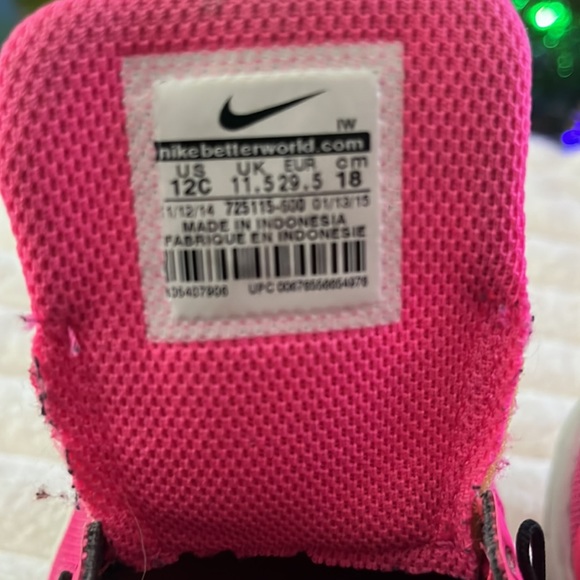 IW
nikebetterworld.com
US UK EUR cm
12C 11.5 29.5 18
11/12/14 725115-600 01/13/15
MADE IN INDONESIA
FABRIQUE EN INDONESIE
UPC 00676556654976